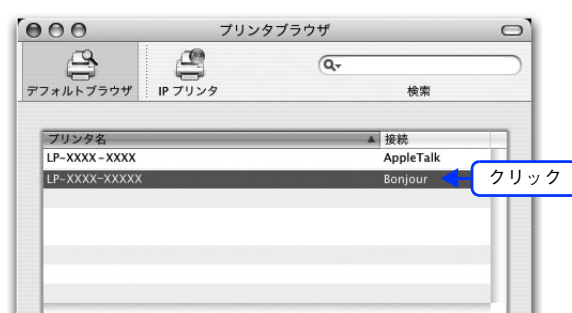 プリンタブラウザ
デフォルトブラウザ
IP プリンタ
検索
プリンタ名 接続
LP-XXXX-XXXX AppleTalk
LP-XXXX-XXXXX Bonjour
クリック